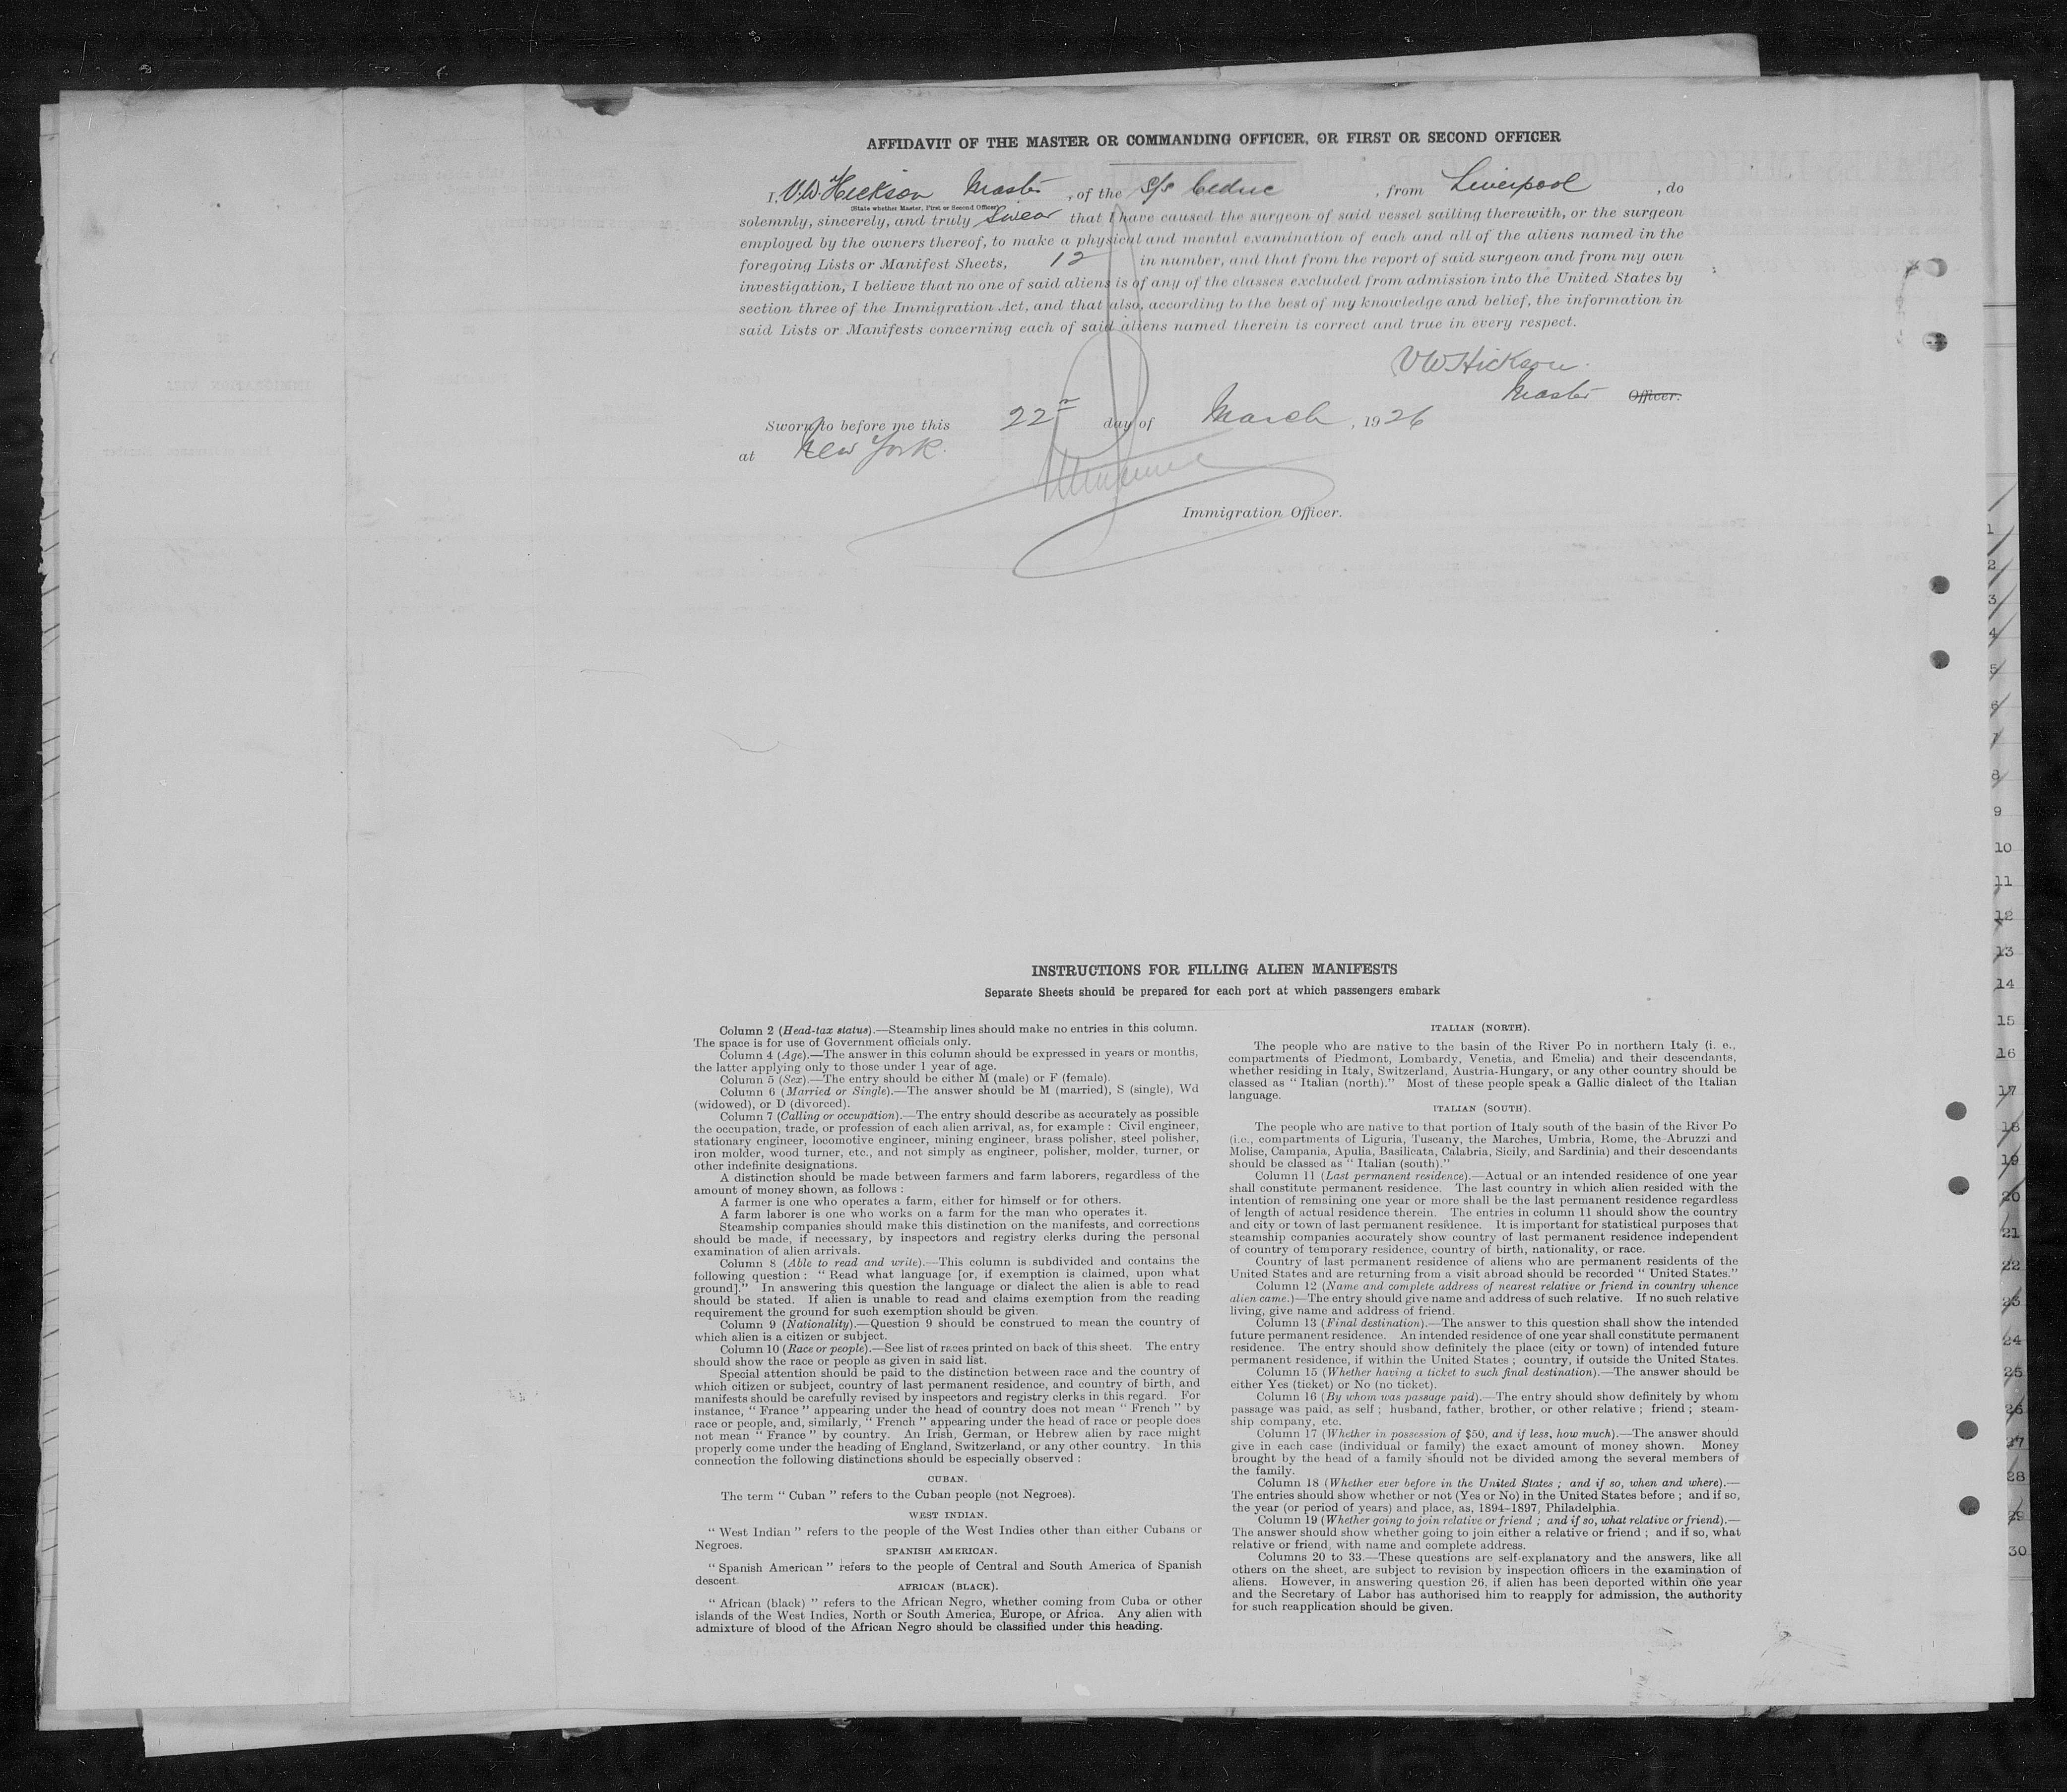 AFFIDAVIT OF THE MASTER OR COMMANDING OFFICER, OR FIRST OR SECOND OFFICER
I, V.W. Hickson Master, of the S/S Cedric, from Liverpool, do
(State whether Master, First or Second Officer)
solemnly, sincerely, and truly swear that I have caused the surgeon of said vessel sailing therewith, or the surgeon
employed by the owners thereof, to make a physical and mental examination of each and all of the aliens named in the
foregoing Lists or Manifest Sheets, 12 in number, and that from the report of said surgeon and from my own
investigation, I believe that no one of said aliens is of any of the classes excluded from admission into the United States by
section three of the Immigration Act, and that also, according to the best of my knowledge and belief, the information in
said Lists or Manifests concerning each of said aliens named therein is correct and true in every respect.
VW Hickson.
Master Officer.
Sworn to before me this 22n day of March, 1926
at New York.
Immigration Officer.
INSTRUCTIONS FOR FILLING ALIEN MANIFESTS
Separate Sheets should be prepared for each port at which passengers embark
Column 2 (Head-tax status).—Steamship lines should make no entries in this column.
The space is for use of Government officials only.
Column 4 (Age).—The answer in this column should be expressed in years or months,
the latter applying only to those under 1 year of age.
Column 5 (Sex).—The entry should be either M (male) or F (female).
Column 6 (Married or Single).—The answer should be M (married), S (single), Wd
(widowed), or D (divorced).
Column 7 (Calling or occupation).—The entry should describe as accurately as possible
the occupation, trade, or profession of each alien arrival, as, for example : Civil engineer,
stationary engineer, locomotive engineer, mining engineer, brass polisher, steel polisher,
iron molder, wood turner, etc., and not simply as engineer, polisher, molder, turner, or
other indefinite designations.
A distinction should be made between farmers and farm laborers, regardless of the
amount of money shown, as follows :
A farmer is one who operates a farm, either for himself or for others.
A farm laborer is one who works on a farm for the man who operates it.
Steamship companies should make this distinction on the manifests, and corrections
should be made, if necessary, by inspectors and registry clerks during the personal
examination of alien arrivals.
Column 8 (Able to read and write).—This column is subdivided and contains the
following question : " Read what language [or, if exemption is claimed, upon what
ground]." In answering this question the language or dialect the alien is able to read
should be stated. If alien is unable to read and claims exemption from the reading
requirement the ground for such exemption should be given.
Column 9 (Nationality).—Question 9 should be construed to mean the country of
which alien is a citizen or subject.
Column 10 (Race or people).—See list of races printed on back of this sheet. The entry
should show the race or people as given in said list.
Special attention should be paid to the distinction between race and the country of
which citizen or subject, country of last permanent residence, and country of birth, and
manifests should be carefully revised by inspectors and registry clerks in this regard. For
instance, " France " appearing under the head of country does not mean " French " by
race or people, and, similarly, " French " appearing under the head of race or people does
not mean " France " by country. An Irish, German, or Hebrew alien by race might
properly come under the heading of England, Switzerland, or any other country. In this
connection the following distinctions should be especially observed :
CUBAN.
The term " Cuban " refers to the Cuban people (not Negroes).
WEST INDIAN.
" West Indian " refers to the people of the West Indies other than either Cubans or
Negroes.
SPANISH AMERICAN.
" Spanish American " refers to the people of Central and South America of Spanish
descent.
AFRICAN (BLACK).
" African (black) " refers to the African Negro, whether coming from Cuba or other
islands of the West Indies, North or South America, Europe, or Africa. Any alien with
admixture of blood of the African Negro should be classified under this heading.
ITALIAN (NORTH).
The people who are native to the basin of the River Po in northern Italy (i. e.,
compartments of Piedmont, Lombardy, Venetia, and Emelia) and their descendants,
whether residing in Italy, Switzerland, Austria-Hungary, or any other country should be
classed as " Italian (north)." Most of these people speak a Gallic dialect of the Italian
language.
ITALIAN (SOUTH).
The people who are native to that portion of Italy south of the basin of the River Po
(i.e., compartments of Liguria, Tuscany, the Marches, Umbria, Rome, the Abruzzi and
Molise, Campania, Apulia, Basilicata, Calabria, Sicily, and Sardinia) and their descendants
should be classed as " Italian (south)."
Column 11 (Last permanent residence).—Actual or an intended residence of one year
shall constitute permanent residence. The last country in which alien resided with the
intention of remaining one year or more shall be the last permanent residence regardless
of length of actual residence therein. The entries in column 11 should show the country
and city or town of last permanent residence. It is important for statistical purposes that
steamship companies accurately show country of last permanent residence independent
of country of temporary residence, country of birth, nationality, or race.
Country of last permanent residence of aliens who are permanent residents of the
United States and are returning from a visit abroad should be recorded " United States."
Column 12 (Name and complete address of nearest relative or friend in country whence
alien came.)—The entry should give name and address of such relative. If no such relative
living, give name and address of friend.
Column 13 (Final destination).—The answer to this question shall show the intended
future permanent residence. An intended residence of one year shall constitute permanent
residence. The entry should show definitely the place (city or town) of intended future
permanent residence, if within the United States ; country, if outside the United States.
Column 15 (Whether having a ticket to such final destination).—The answer should be
either Yes (ticket) or No (no ticket).
Column 16 (By whom was passage paid).—The entry should show definitely by whom
passage was paid, as self ; husband, father, brother, or other relative ; friend ; steam-
ship company, etc.
Column 17 (Whether in possession of $50, and if less, how much).—The answer should
give in each case (individual or family) the exact amount of money shown. Money
brought by the head of a family should not be divided among the several members of
the family.
Column 18 (Whether ever before in the United States ; and if so, when and where).—
The entries should show whether or not (Yes or No) in the United States before ; and if so,
the year (or period of years) and place, as, 1894–1897, Philadelphia.
Column 19 (Whether going to join relative or friend ; and if so, what relative or friend).—
The answer should show whether going to join either a relative or friend ; and if so, what
relative or friend, with name and complete address.
Columns 20 to 33.—These questions are self-explanatory and the answers, like all
others on the sheet, are subject to revision by inspection officers in the examination of
aliens. However, in answering question 26, if alien has been deported within one year
and the Secretary of Labor has authorised him to reapply for admission, the authority
for such reapplication should be given.
1
2
3
4
5
6
7
8
9
10
11
12
13
14
15
16
17
18
19
20
21
22
23
24
25
26
27
28
29
30